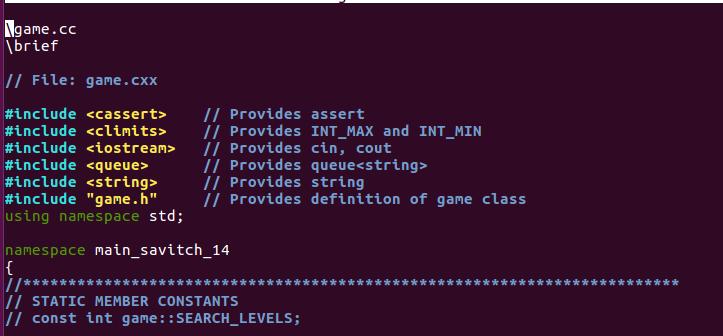 \game.cc
\brief
// File: game.cxx
#include <cassert>    // Provides assert
#include <climits>    // Provides INT_MAX and INT_MIN
#include <iostream>   // Provides cin, cout
#include <queue>      // Provides queue<string>
#include <string>     // Provides string
#include "game.h"     // Provides definition of game class
using namespace std;
namespace main_savitch_14
{
//*************************************************************************
// STATIC MEMBER CONSTANTS
// const int game::SEARCH_LEVELS;